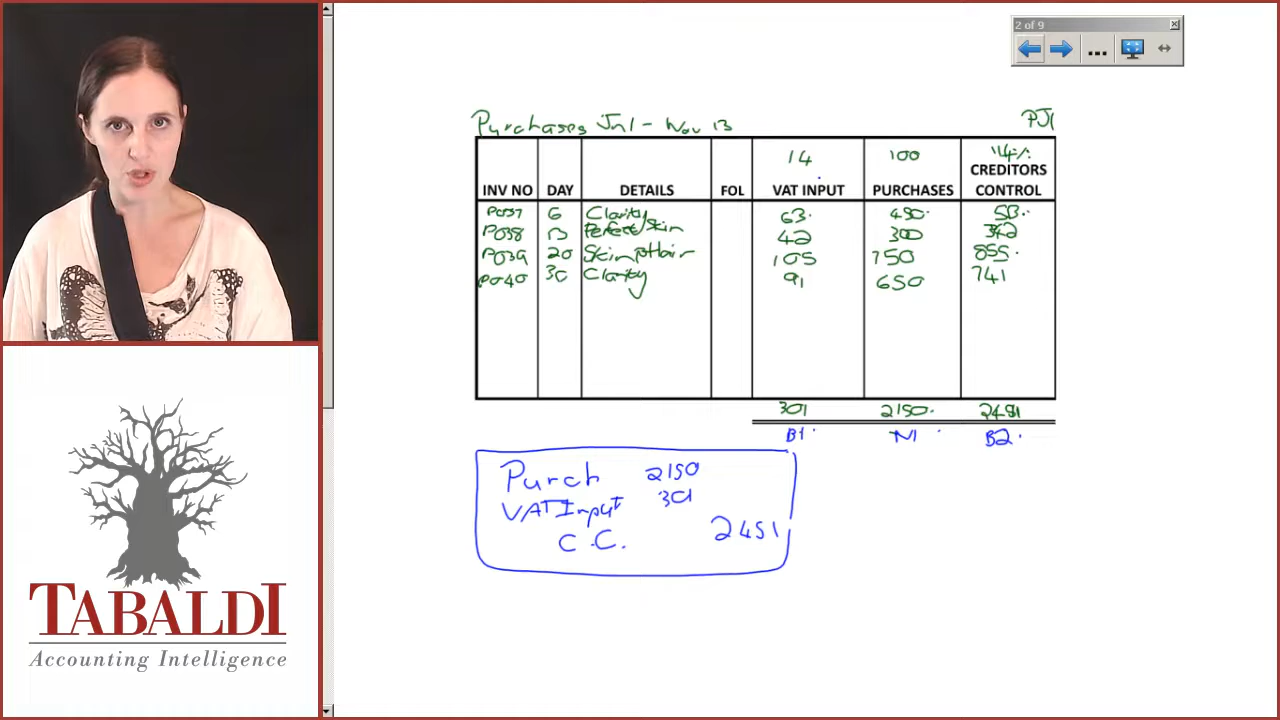 2 of 9
Purchases Jnl - Nov 13 PJ1
14 100 114%
INV NO DAY DETAILS FOL VAT INPUT PURCHASES CREDITORS CONTROL
P037 6 Clarity 63 450 513
P038 13 Perfect Skin 42 300 342
P039 20 Skin Hair 105 750 855
P040 30 Clarity 91 650 741
301 2150 2451
B1 N1 B2
Purch 2150
VAT Input 301
C.C. 2451
TABALDI
Accounting Intelligence